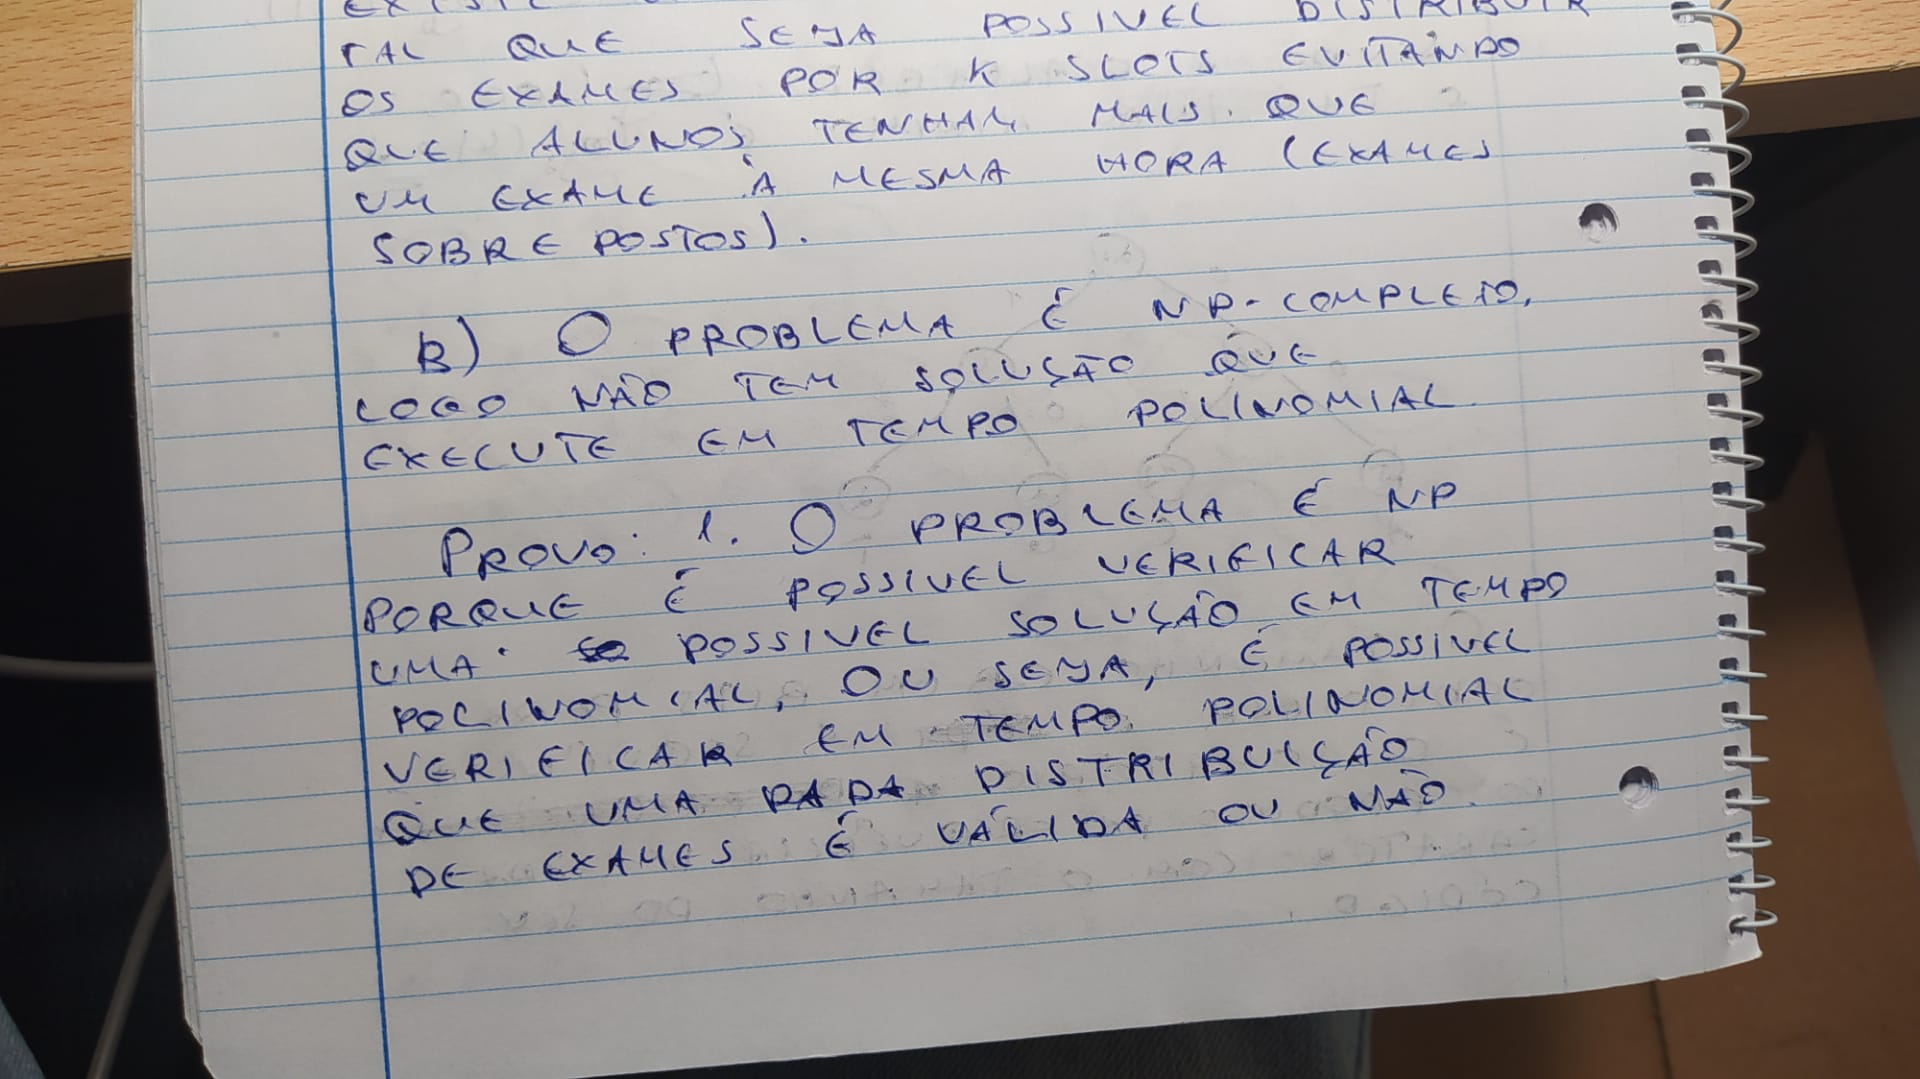 TAL QUE SEJA POSSIVEL DISTRIBUIR
OS EXAMES POR K SLOTS EVITANDO
QUE ALUNOS TENHAM MAIS QUE
UM EXAME À MESMA HORA (EXAMES
SOBREPOSTOS).
B) O PROBLEMA É NP-COMPLETO,
LOGO NÃO TEM SOLUÇÃO QUE
EXECUTE EM TEMPO POLINOMIAL
PROVO: 1. O PROBLEMA É NP
PORQUE É POSSIVEL VERIFICAR
UMA POSSIVEL SOLUÇÃO EM TEMPO
POLINOMIAL, OU SEJA, É POSSIVEL
VERIFICAR EM TEMPO POLINOMIAL
QUE UMA DADA DISTRIBUIÇÃO
DE EXAMES É VÁLIDA OU NÃO.